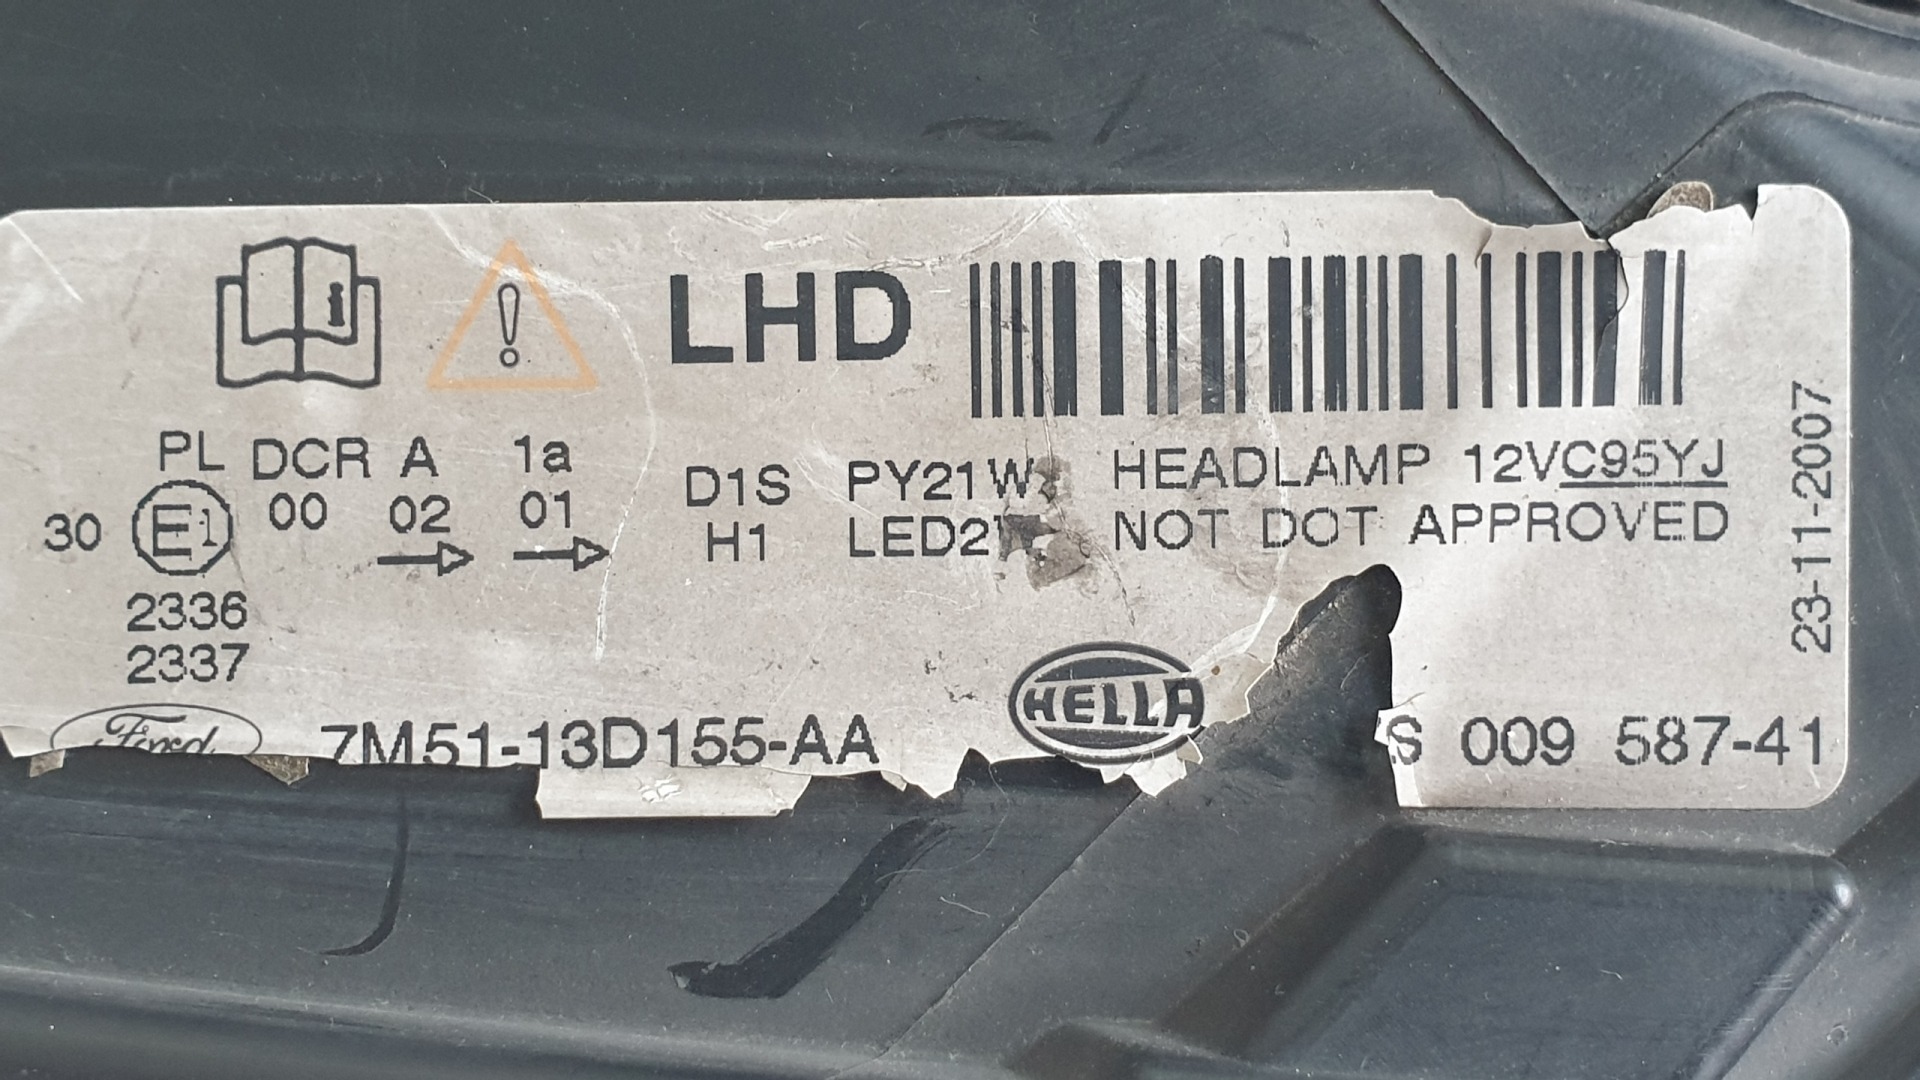 LHD
PL DCR A 1a
00 02 01
30 E1
2336
2337
D1S PY21W
H1 LED
HEADLAMP 12VC95YJ
NOT DOT APPROVED
23-11-2007
Ford 7M51-13D155-AA
HELLA
S 009 587-41